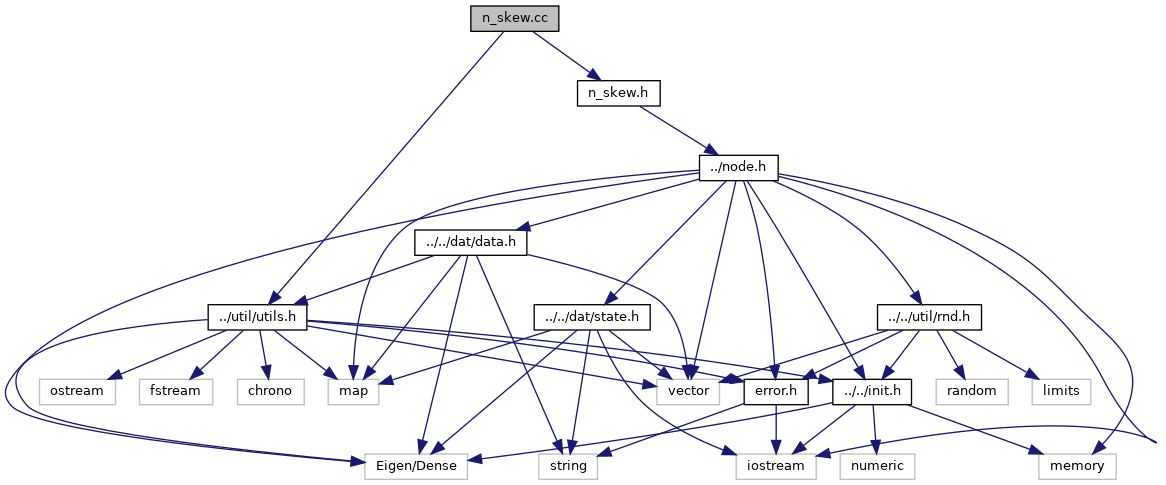 n_skew.cc
n_skew.h
../node.h
../../dat/data.h
../util/utils.h
../../dat/state.h
../../util/rnd.h
ostream
fstream
chrono
map
vector
error.h
../../init.h
random
limits
Eigen/Dense
string
iostream
numeric
memory